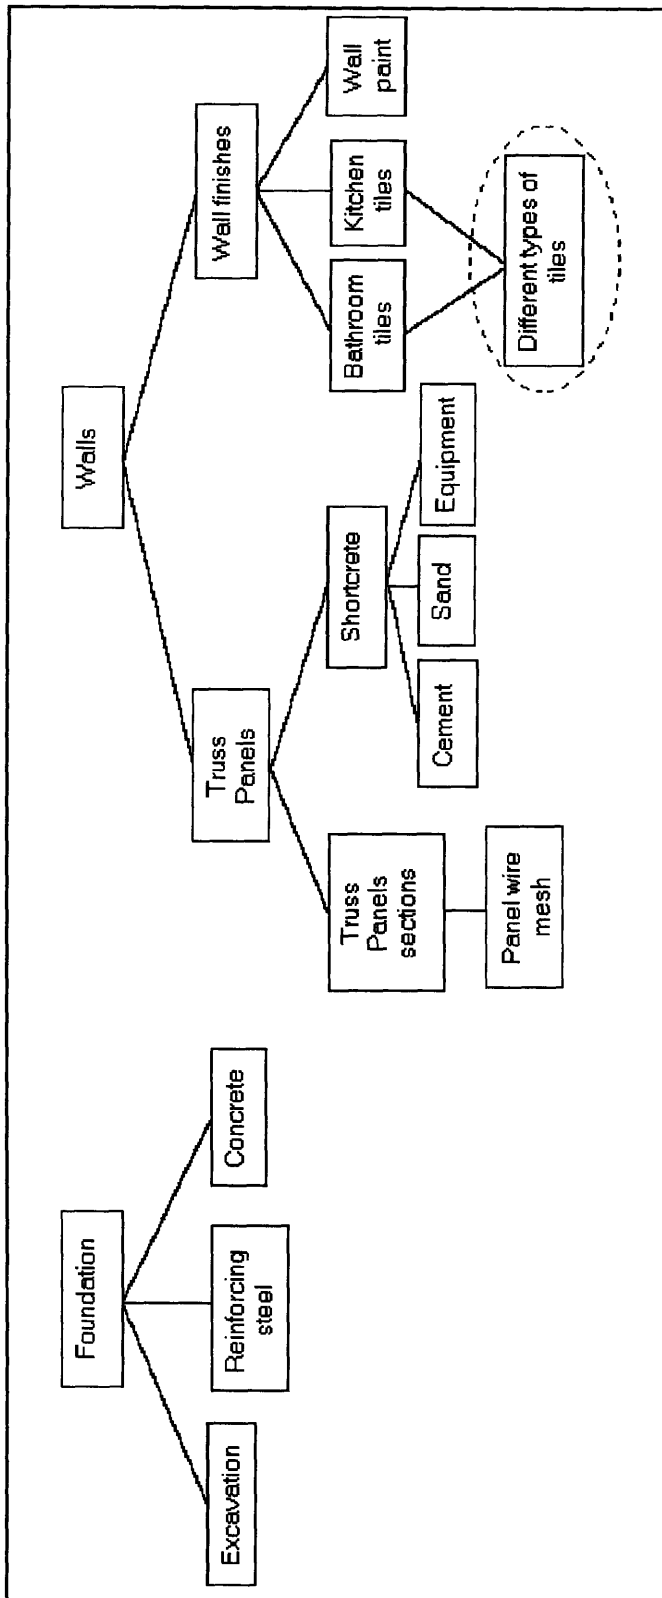 Foundation
Excavation
Reinforcing
steel
Concrete
Walls
Truss
Panels
Wall finishes
Truss
Panels
sections
Shortcrete
Bathroom
tiles
Kitchen
tiles
Wall
paint
Panel wire
mesh
Cement
Sand
Equipment
Different types of
tiles